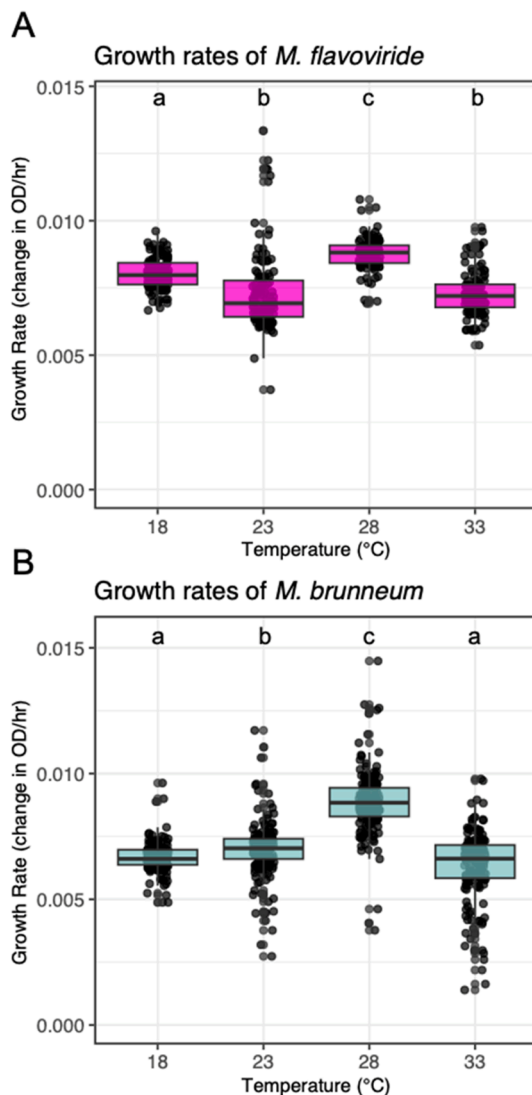 A
Growth rates of M. flavoviride
Growth Rate (change in OD/hr)
0.015
0.010
0.005
0.000
a b c b
18 23 28 33
Temperature (°C)
B
Growth rates of M. brunneum
Growth Rate (change in OD/hr)
0.015
0.010
0.005
0.000
a b c a
18 23 28 33
Temperature (°C)